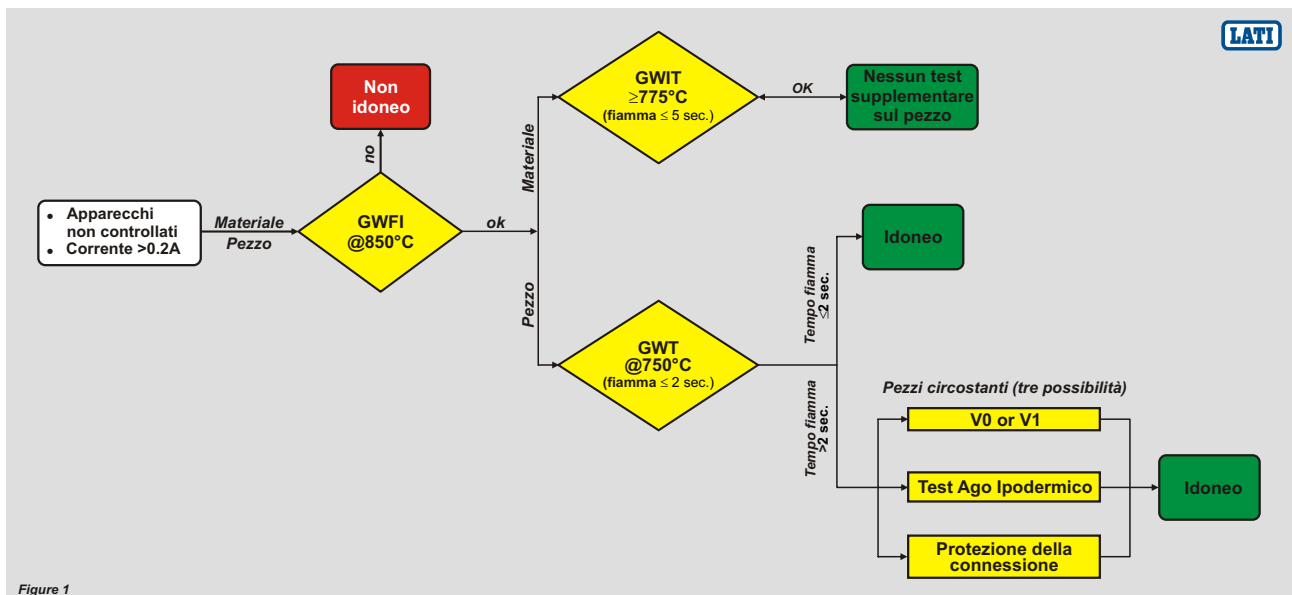 LATI
Non
idoneo
no
• Apparecchi
non controllati
• Corrente >0.2A
Materiale
Pezzo
GWFI
@850°C
ok
Materiale
Pezzo
GWIT
≥775°C
(fiamma ≤ 5 sec.)
OK
Nessun test
supplementare
sul pezzo
GWT
@750°C
(fiamma ≤ 2 sec.)
Tempo fiamma
≤2 sec.
Idoneo
Tempo fiamma
>2 sec.
Pezzi circostanti (tre possibilità)
V0 or V1
Test Ago Ipodermico
Protezione della
connessione
Idoneo
Figure 1